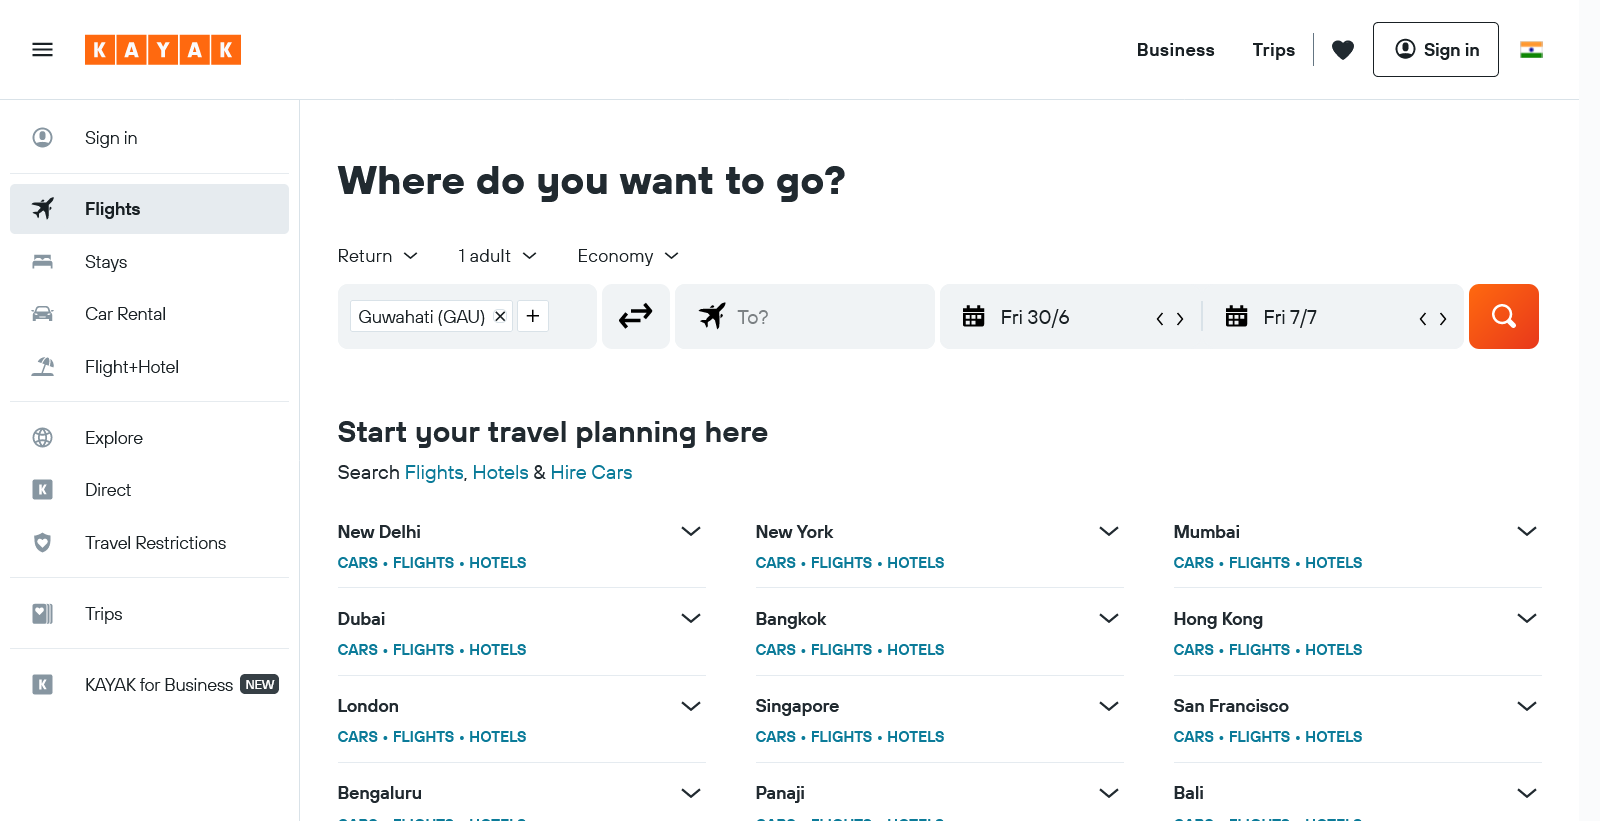 KAYAK
Business
Trips
Sign in
Sign in
Flights
Stays
Car Rental
Flight+Hotel
Explore
Direct
Travel Restrictions
Trips
KAYAK for Business NEW
Where do you want to go?
Return 1 adult Economy
Guwahati (GAU) To? Fri 30/6 Fri 7/7
Start your travel planning here
Search Flights, Hotels & Hire Cars
New Delhi
CARS • FLIGHTS • HOTELS
New York
CARS • FLIGHTS • HOTELS
Mumbai
CARS • FLIGHTS • HOTELS
Dubai
CARS • FLIGHTS • HOTELS
Bangkok
CARS • FLIGHTS • HOTELS
Hong Kong
CARS • FLIGHTS • HOTELS
London
CARS • FLIGHTS • HOTELS
Singapore
CARS • FLIGHTS • HOTELS
San Francisco
CARS • FLIGHTS • HOTELS
Bengaluru
Panaji
Bali